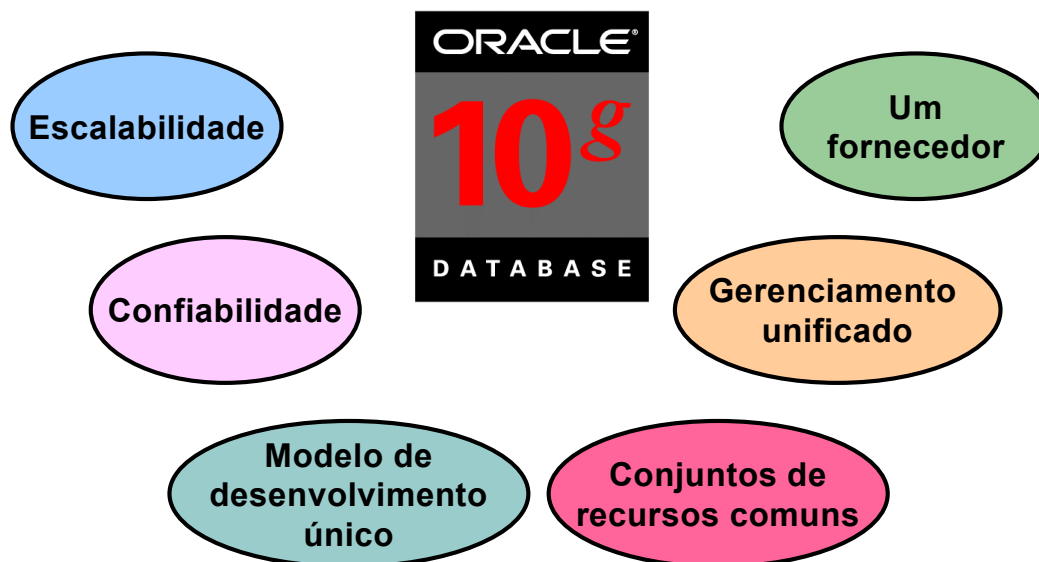 ORACLE®
10g
DATABASE
Escalabilidade
Um
fornecedor
Confiabilidade
Gerenciamento
unificado
Modelo de
desenvolvimento
único
Conjuntos de
recursos comuns